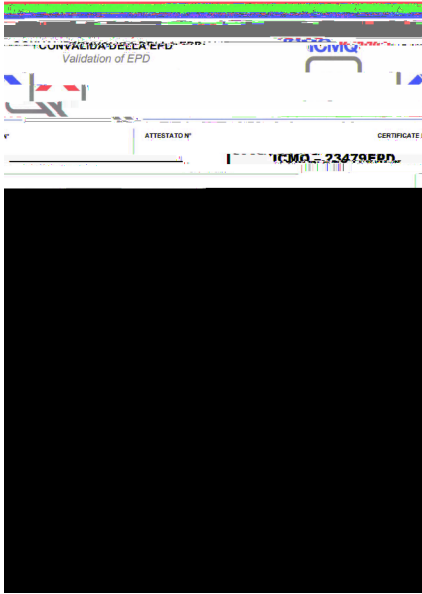 CONVALIDA DELLA EPD
ICMQ
Validation of EPD
N°
ATTESTATO N°
CERTIFICATE
ICMQ – 23479EPD